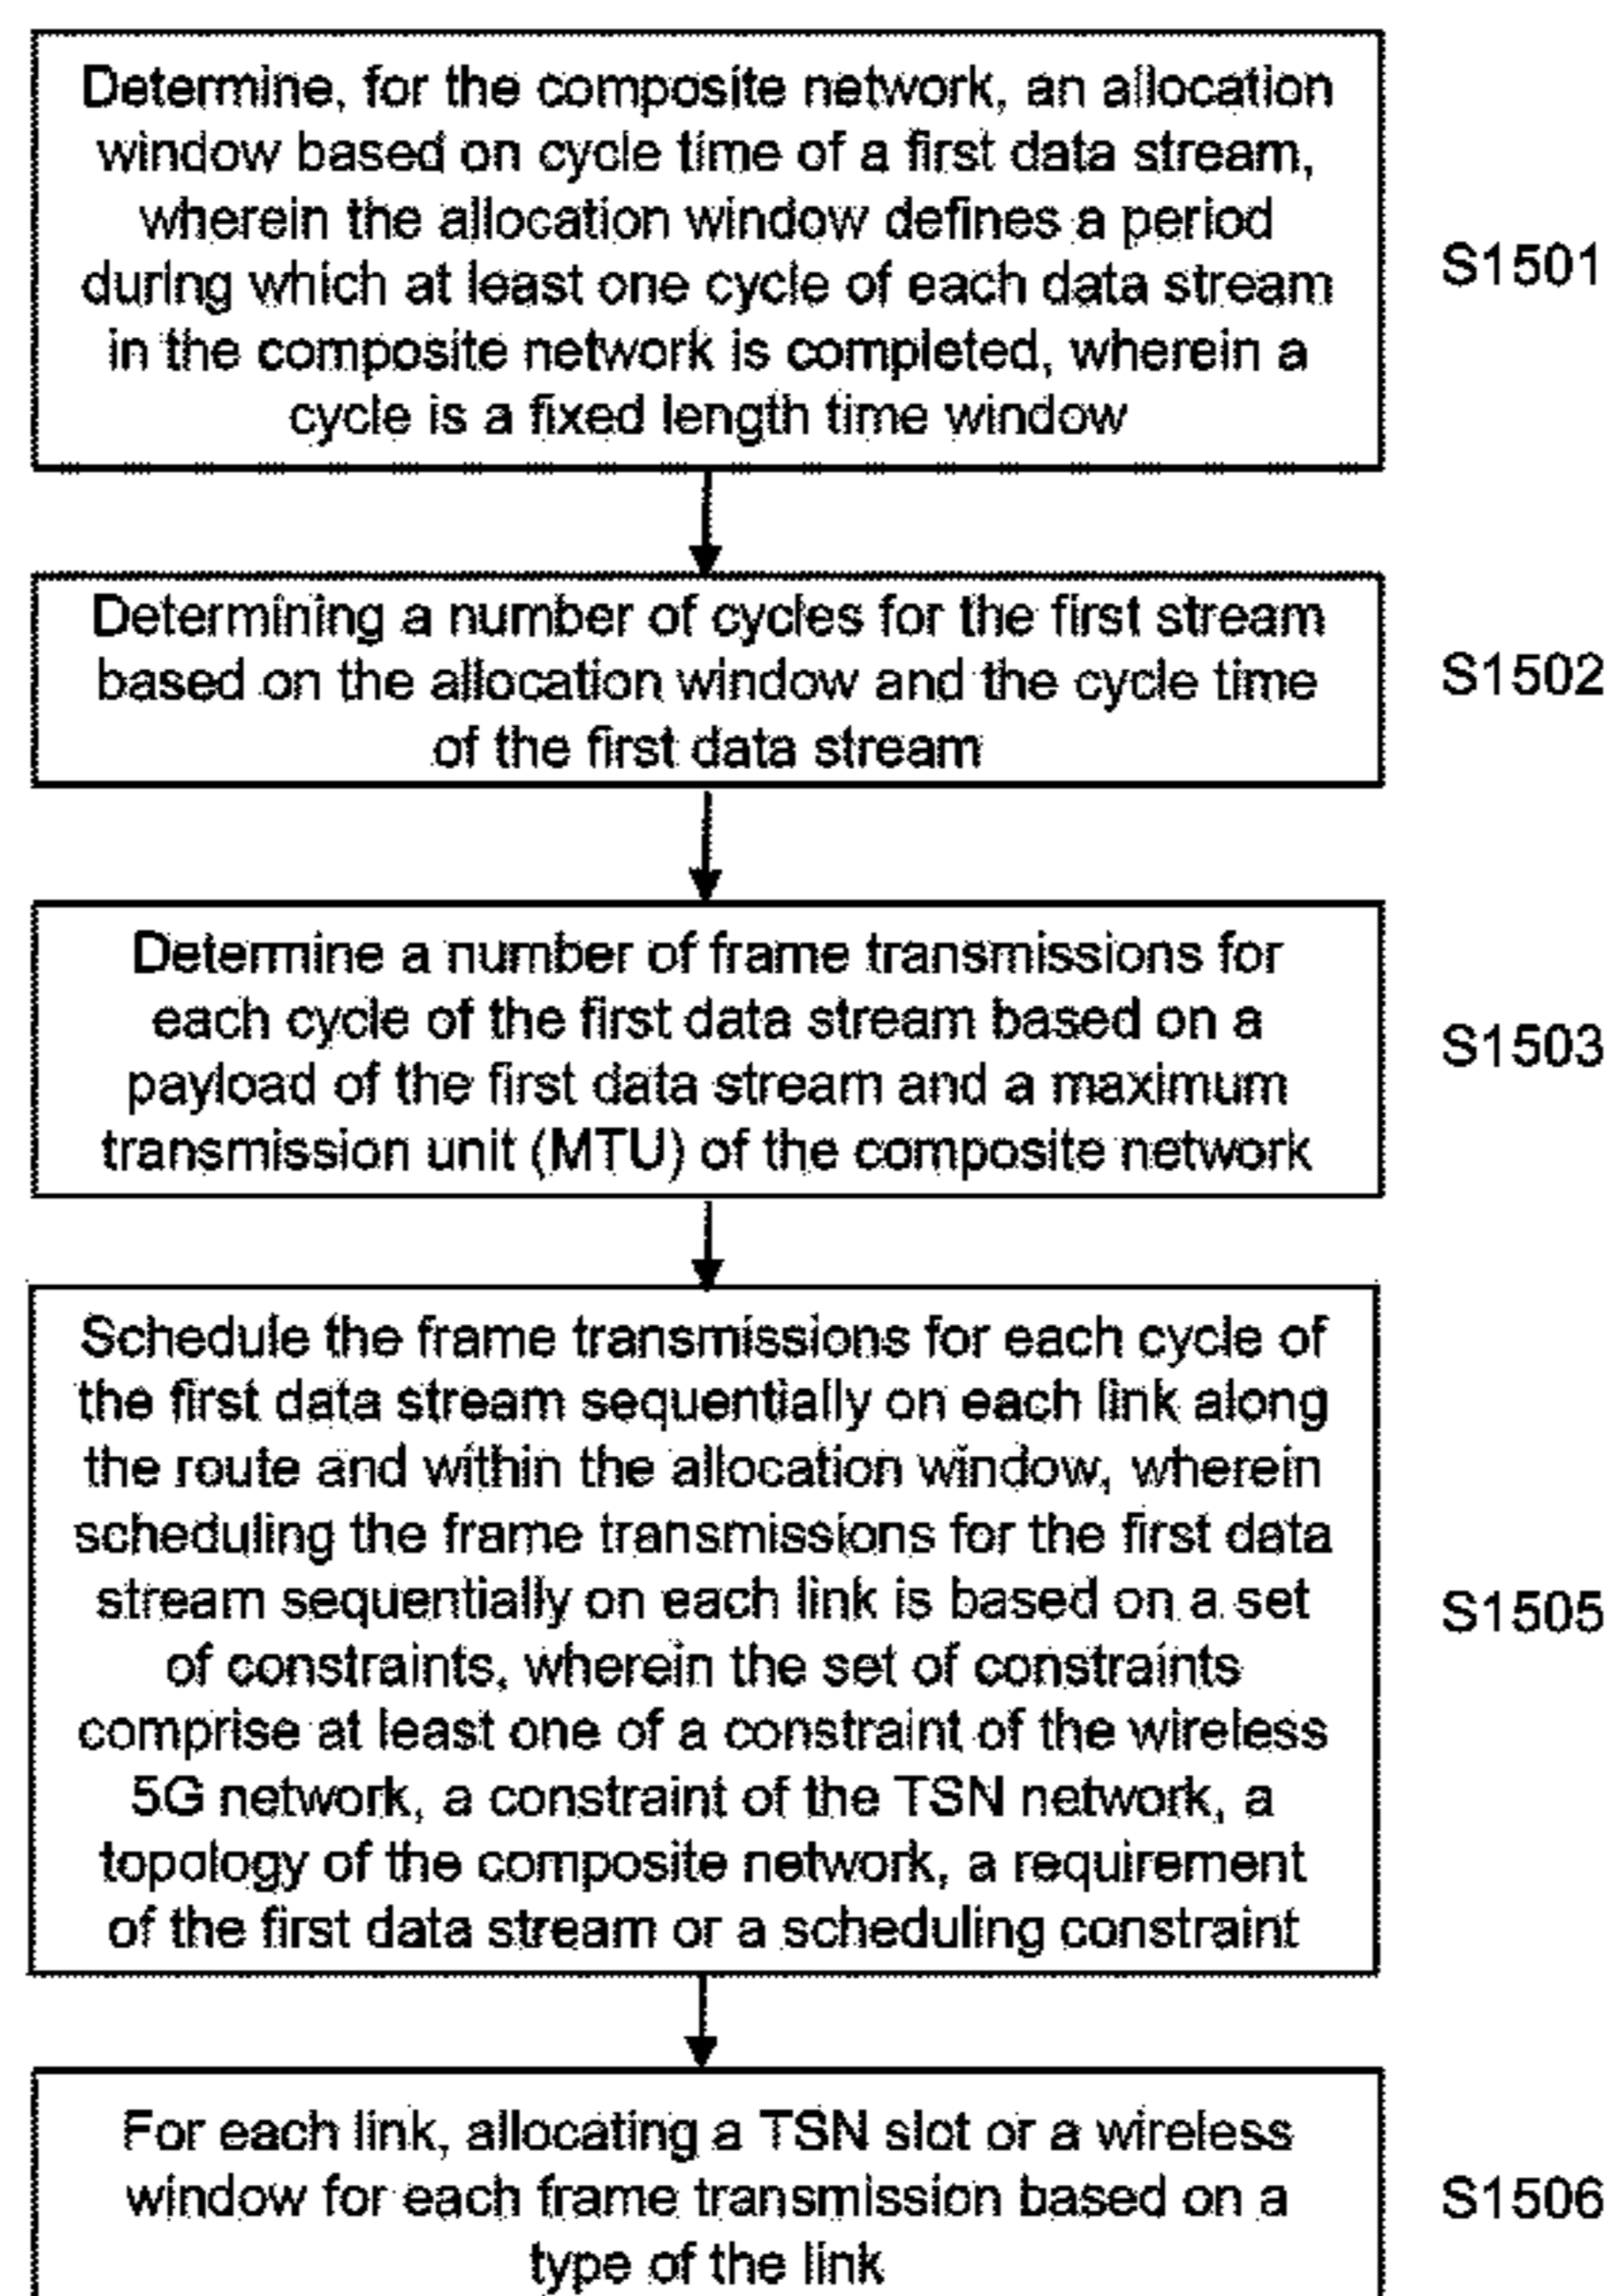 Determine, for the composite network, an allocation
window based on cycle time of a first data stream,
wherein the allocation window defines a period
during which at least one cycle of each data stream
in the composite network is completed, wherein a
cycle is a fixed length time window
S1501
Determining a number of cycles for the first stream
based on the allocation window and the cycle time
of the first data stream
S1502
Determine a number of frame transmissions for
each cycle of the first data stream based on a
payload of the first data stream and a maximum
transmission unit (MTU) of the composite network
S1503
Schedule the frame transmissions for each cycle of
the first data stream sequentially on each link along
the route and within the allocation window, wherein
scheduling the frame transmissions for the first data
stream sequentially on each link is based on a set
of constraints, wherein the set of constraints
comprise at least one of a constraint of the wireless
5G network, a constraint of the TSN network, a
topology of the composite network, a requirement
of the first data stream or a scheduling constraint
S1505
For each link, allocating a TSN slot or a wireless
window for each frame transmission based on a
type of the link
S1506